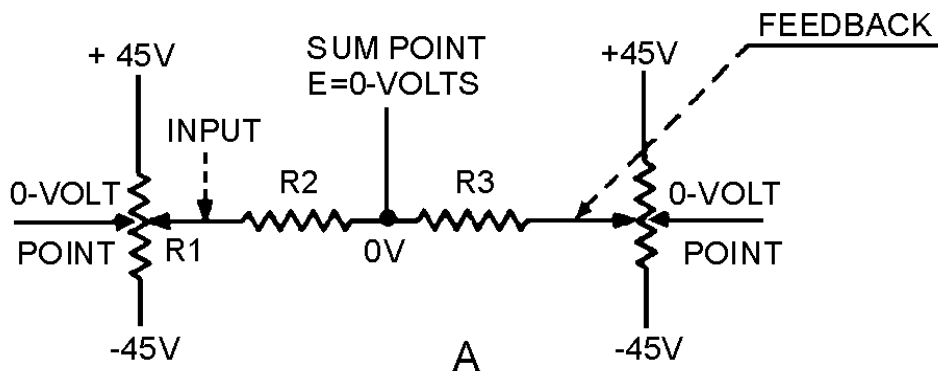 FEEDBACK
+ 45V
SUM POINT
E=0-VOLTS
+45V
INPUT
0-VOLT
R2
R3
0-VOLT
POINT
R1
0V
POINT
-45V
A
-45V